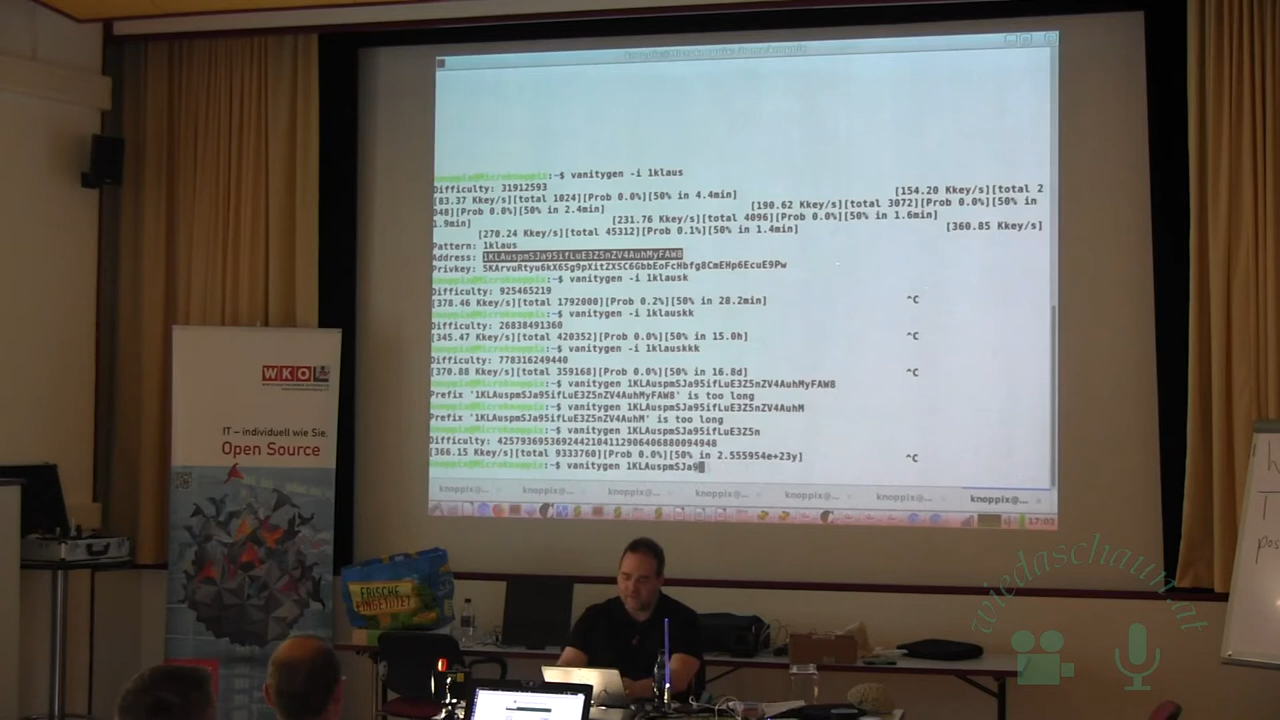 knoppix@Microknoppix:~$ vanitygen -i 1klaus
Difficulty: 31912593
[83.37 Kkey/s][total 1024][Prob 0.0%][50% in 4.4min] [154.20 Kkey/s][total 2
048][Prob 0.0%][50% in 2.4min] [190.62 Kkey/s][total 3072][Prob 0.0%][50% in
1.9min] [231.76 Kkey/s][total 4096][Prob 0.0%][50% in 1.6min]
[270.24 Kkey/s][total 45312][Prob 0.1%][50% in 1.4min] [360.85 Kkey/s]
Pattern: 1klaus
Address: 1KLAuspmSJa95ifLuE3Z5nZV4AuhMyFAW8
Privkey: 5KArvuRtyu6kX6Sg9pXitZXSC6GbbEoFcHbfg8CmEHp6EcuE9Pw
knoppix@Microknoppix:~$ vanitygen -i 1klausk
Difficulty: 925465219
[378.46 Kkey/s][total 1792000][Prob 0.2%][50% in 28.2min] ^C
knoppix@Microknoppix:~$ vanitygen -i 1klauskk
Difficulty: 26838491360
[345.47 Kkey/s][total 420352][Prob 0.0%][50% in 15.0h] ^C
knoppix@Microknoppix:~$ vanitygen -i 1klauskkk
Difficulty: 778316249440
[370.88 Kkey/s][total 359168][Prob 0.0%][50% in 16.8d] ^C
knoppix@Microknoppix:~$ vanitygen 1KLAuspmSJa95ifLuE3Z5nZV4AuhMyFAW8
Prefix '1KLAuspmSJa95ifLuE3Z5nZV4AuhMyFAW8' is too long
knoppix@Microknoppix:~$ vanitygen 1KLAuspmSJa95ifLuE3Z5nZV4AuhM
Prefix '1KLAuspmSJa95ifLuE3Z5nZV4AuhM' is too long
knoppix@Microknoppix:~$ vanitygen 1KLAuspmSJa95ifLuE3Z5n
Difficulty: 4257936953692442104112906406880094948
[366.15 Kkey/s][total 9333760][Prob 0.0%][50% in 2.555954e+23y] ^C
knoppix@Microknoppix:~$ vanitygen 1KLAuspmSJa9
knoppix@... knoppix@... knoppix@... knoppix@... knoppix@... knoppix@... knoppix@...
17:03
WKO
IT – individuell wie Sie.
Open Source
FRISCHE
EINGETÜTET
wiedaschaum.at